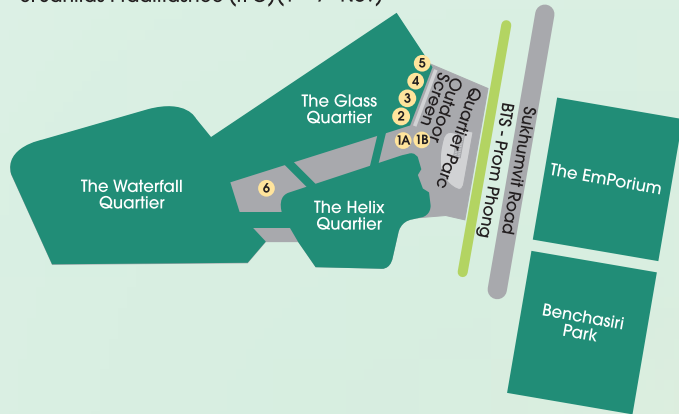 The Glass
Quartier
5
4
3
2
1A
1B
Outdoor
Screen
Quartier Parc
BTS - Prom Phong
Sukhumvit Road
The Waterfall
Quartier
6
The Helix
Quartier
The EmPorium
Benchasiri
Park